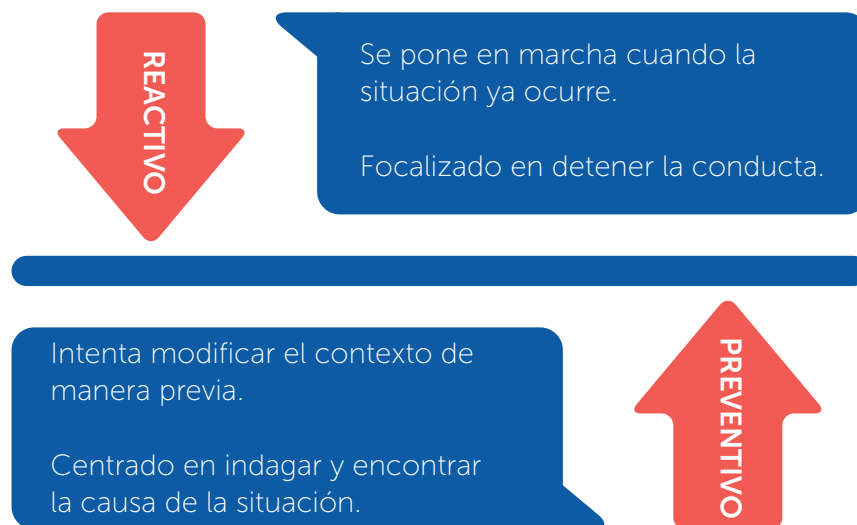 REACTIVO
Se pone en marcha cuando la
situación ya ocurre.
Focalizado en detener la conducta.
Intenta modificar el contexto de
manera previa.
Centrado en indagar y encontrar
la causa de la situación.
PREVENTIVO